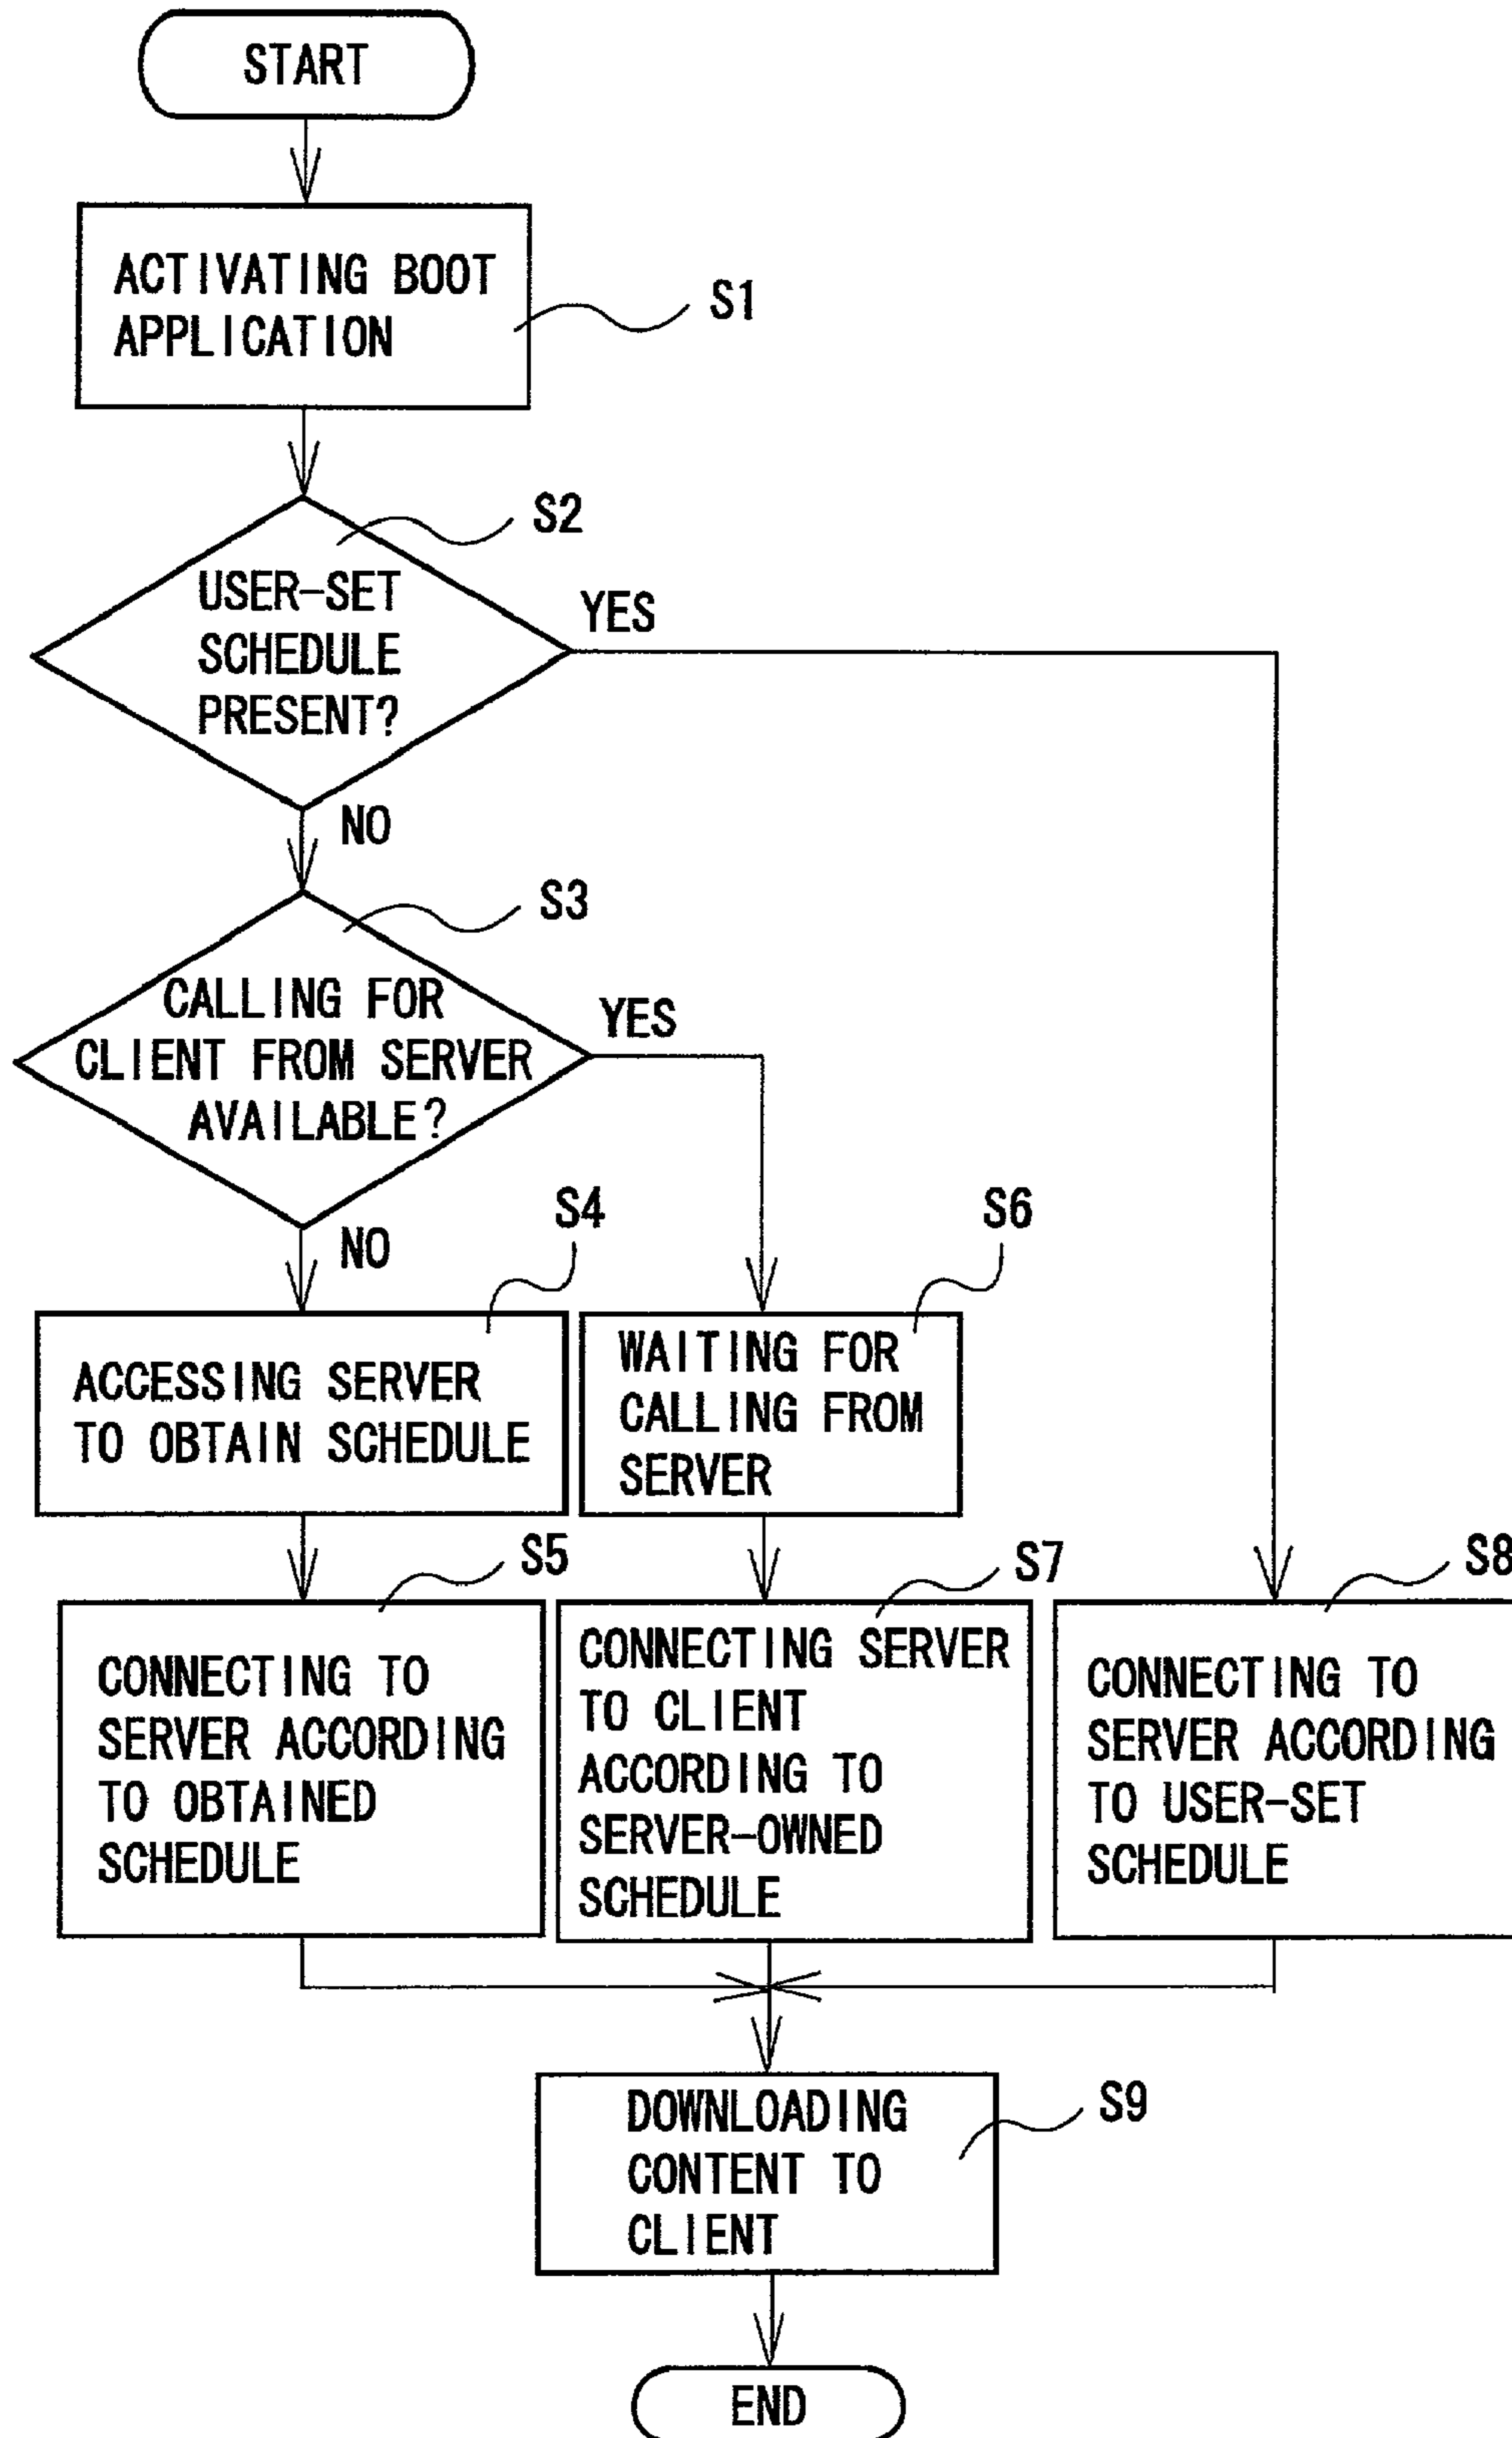 START
ACTIVATING BOOT
APPLICATION
S1
S2
USER-SET
SCHEDULE
PRESENT?
YES
NO
S3
CALLING FOR
CLIENT FROM SERVER
AVAILABLE?
YES
NO
S4
ACCESSING SERVER
TO OBTAIN SCHEDULE
S6
WAITING FOR
CALLING FROM
SERVER
S5
CONNECTING TO
SERVER ACCORDING
TO OBTAINED
SCHEDULE
S7
CONNECTING SERVER
TO CLIENT
ACCORDING TO
SERVER-OWNED
SCHEDULE
S8
CONNECTING TO
SERVER ACCORDING
TO USER-SET
SCHEDULE
DOWNLOADING
CONTENT TO
CLIENT
S9
END